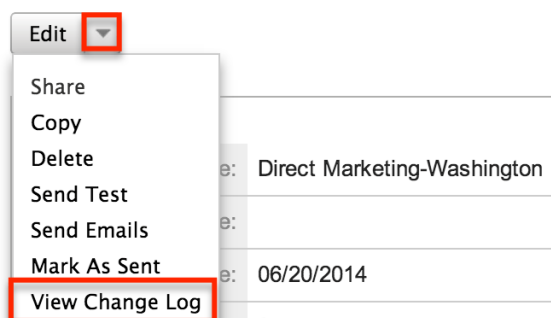 Edit
Share
Copy
Delete
e: Direct Marketing-Washington
Send Test
Send Emails
e:
Mark As Sent
e: 06/20/2014
View Change Log